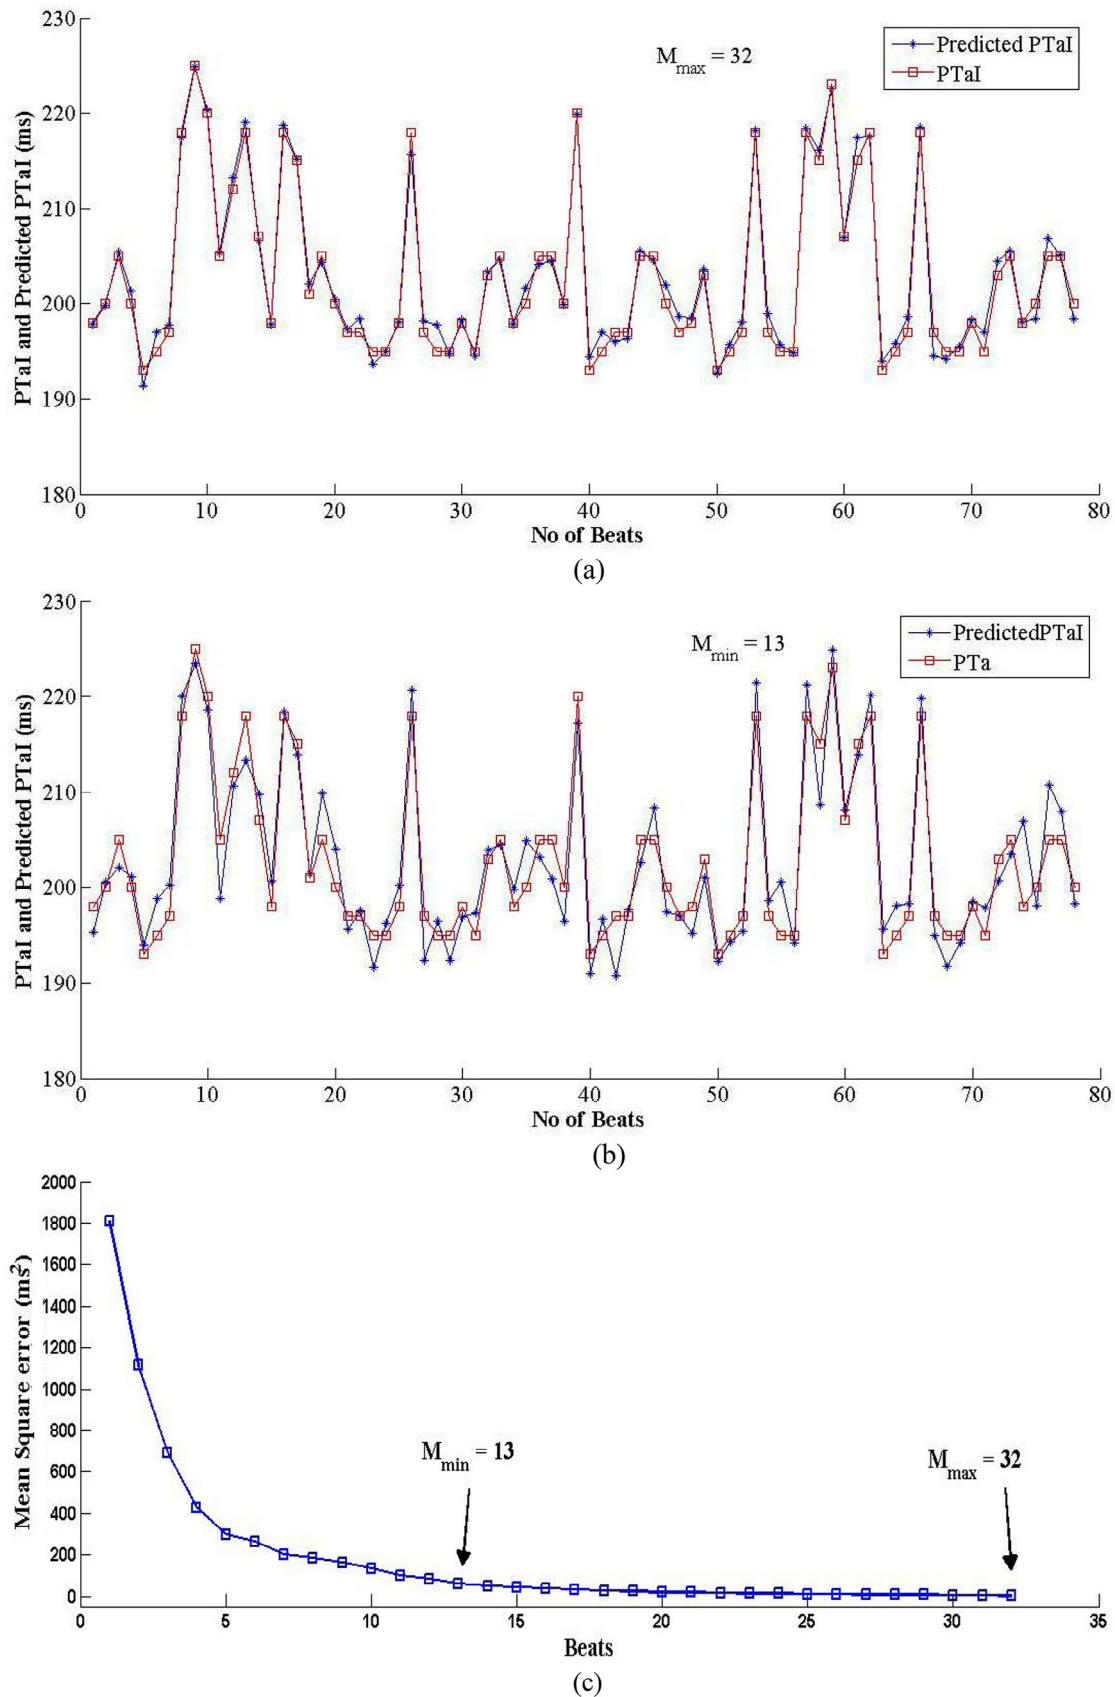 230
220
210
200
190
180
PTaI and Predicted PTaI (ms)
M_max = 32
Predicted PTaI
PTaI
0 10 20 30 40 50 60 70 80
No of Beats
(a)
230
220
210
200
190
180
PTaI and Predicted PTaI (ms)
M_min = 13
PredictedPTaI
PTa
0 10 20 30 40 50 60 70 80
No of Beats
(b)
2000
1800
1600
1400
1200
1000
800
600
400
200
0
Mean Square error (ms²)
M_min = 13
M_max = 32
0 5 10 15 20 25 30 35
Beats
(c)